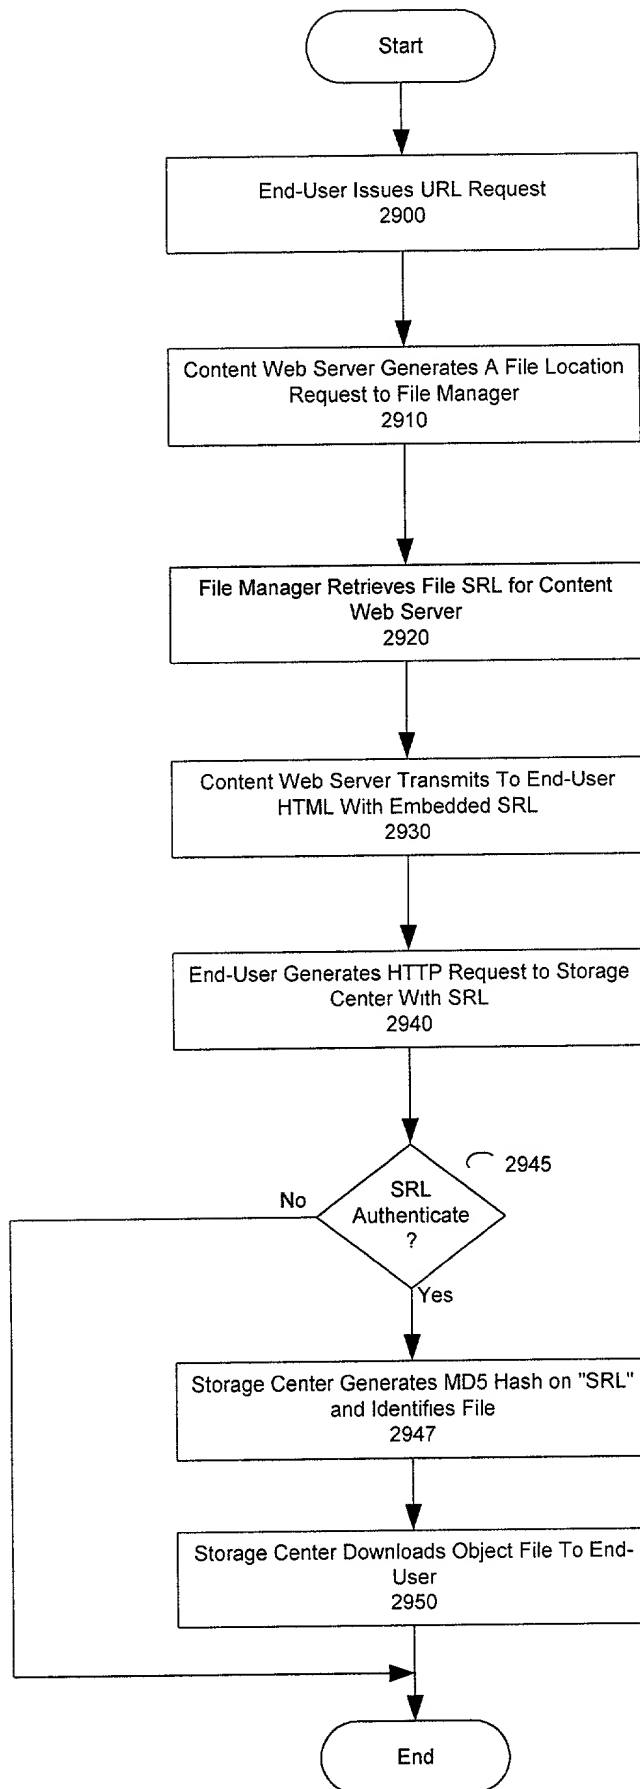 Start
End-User Issues URL Request
2900
Content Web Server Generates A File Location
Request to File Manager
2910
File Manager Retrieves File SRL for Content
Web Server
2920
Content Web Server Transmits To End-User
HTML With Embedded SRL
2930
End-User Generates HTTP Request to Storage
Center With SRL
2940
2945
No
SRL
Authenticate
?
Yes
Storage Center Generates MD5 Hash on "SRL"
and Identifies File
2947
Storage Center Downloads Object File To End-
User
2950
End